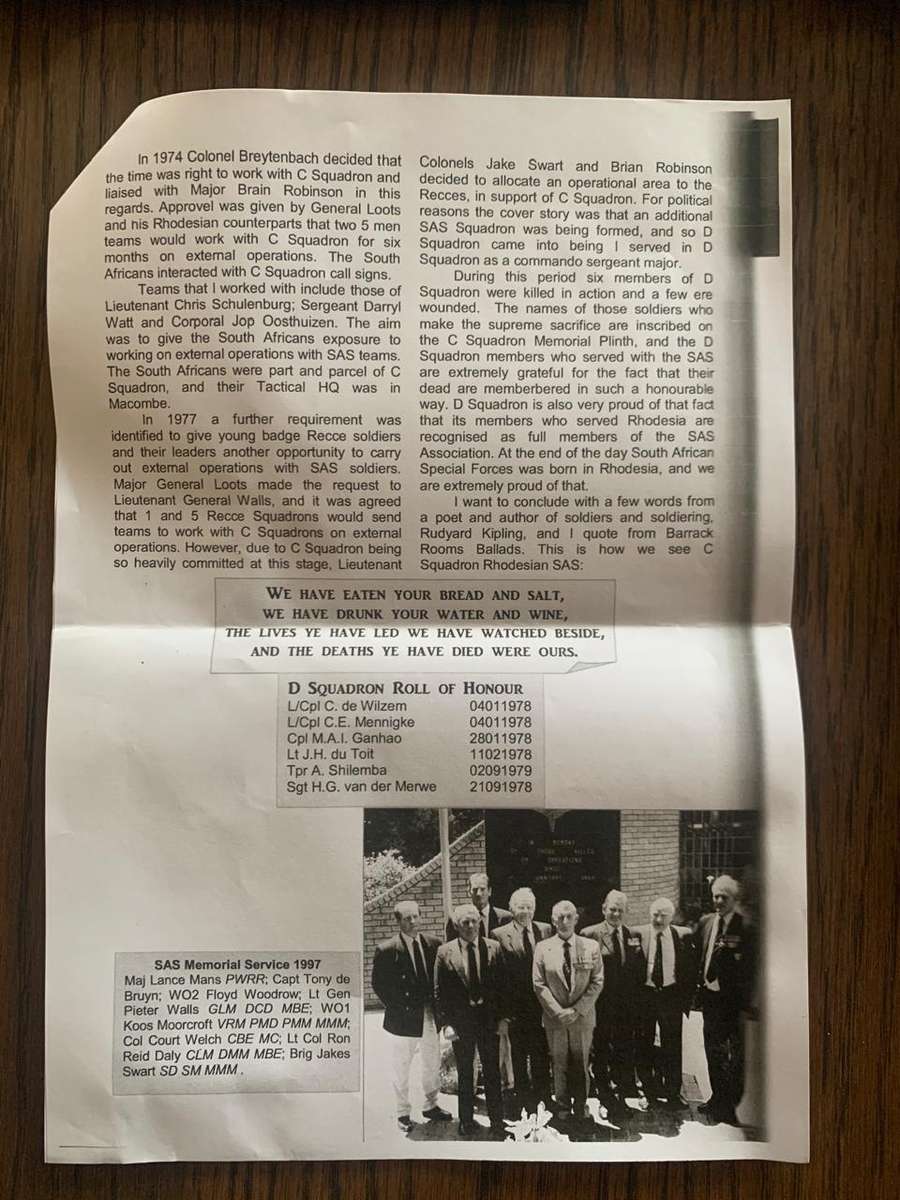 In 1974 Colonel Breytenbach decided that
the time was right to work with C Squadron and
liaised with Major Brain Robinson in this
regards. Approvel was given by General Loots
and his Rhodesian counterparts that two 5 men
teams would work with C Squadron for six
months on external operations. The South
Africans interacted with C Squadron call signs.
Teams that I worked with include those of
Lieutenant Chris Schulenburg; Sergeant Darryl
Watt and Corporal Jop Oosthuizen. The aim
was to give the South Africans exposure to
working on external operations with SAS teams.
The South Africans were part and parcel of C
Squadron, and their Tactical HQ was in
Macombe.
In 1977 a further requirement was
identified to give young badge Recce soldiers
and their leaders another opportunity to carry
out external operations with SAS soldiers.
Major General Loots made the request to
Lieutenant General Walls, and it was agreed
that 1 and 5 Recce Squadrons would send
teams to work with C Squadrons on external
operations. However, due to C Squadron being
so heavily committed at this stage, Lieutenant
Colonels Jake Swart and Brian Robinson
decided to allocate an operational area to the
Recces, in support of C Squadron. For political
reasons the cover story was that an additional
SAS Squadron was being formed, and so D
Squadron came into being I served in D
Squadron as a commando sergeant major.
During this period six members of D
Squadron were killed in action and a few ere
wounded. The names of those soldiers who
make the supreme sacrifice are inscribed on
the C Squadron Memorial Plinth, and the D
Squadron members who served with the SAS
are extremely grateful for the fact that their
dead are memberbered in such a honourable
way. D Squadron is also very proud of that fact
that its members who served Rhodesia are
recognised as full members of the SAS
Association. At the end of the day South African
Special Forces was born in Rhodesia, and we
are extremely proud of that.
I want to conclude with a few words from
a poet and author of soldiers and soldiering,
Rudyard Kipling, and I quote from Barrack
Rooms Ballads. This is how we see C
Squadron Rhodesian SAS:
WE HAVE EATEN YOUR BREAD AND SALT,
WE HAVE DRUNK YOUR WATER AND WINE,
THE LIVES YE HAVE LED WE HAVE WATCHED BESIDE,
AND THE DEATHS YE HAVE DIED WERE OURS.
D SQUADRON ROLL OF HONOUR
L/Cpl C. de Wilzem 04011978
L/Cpl C.E. Mennigke 04011978
Cpl M.A.I. Ganhao 28011978
Lt J.H. du Toit 11021978
Tpr A. Shilemba 02091979
Sgt H.G. van der Merwe 21091978
IN MEMORY
OF THOSE KILLED
ON OPERATIONS
SINCE
JANUARY
SAS Memorial Service 1997
Maj Lance Mans PWRR; Capt Tony de
Bruyn; WO2 Floyd Woodrow; Lt Gen
Pieter Walls GLM DCD MBE; WO1
Koos Moorcroft VRM PMD PMM MMM;
Col Court Welch CBE MC; Lt Col Ron
Reid Daly CLM DMM MBE; Brig Jakes
Swart SD SM MMM .